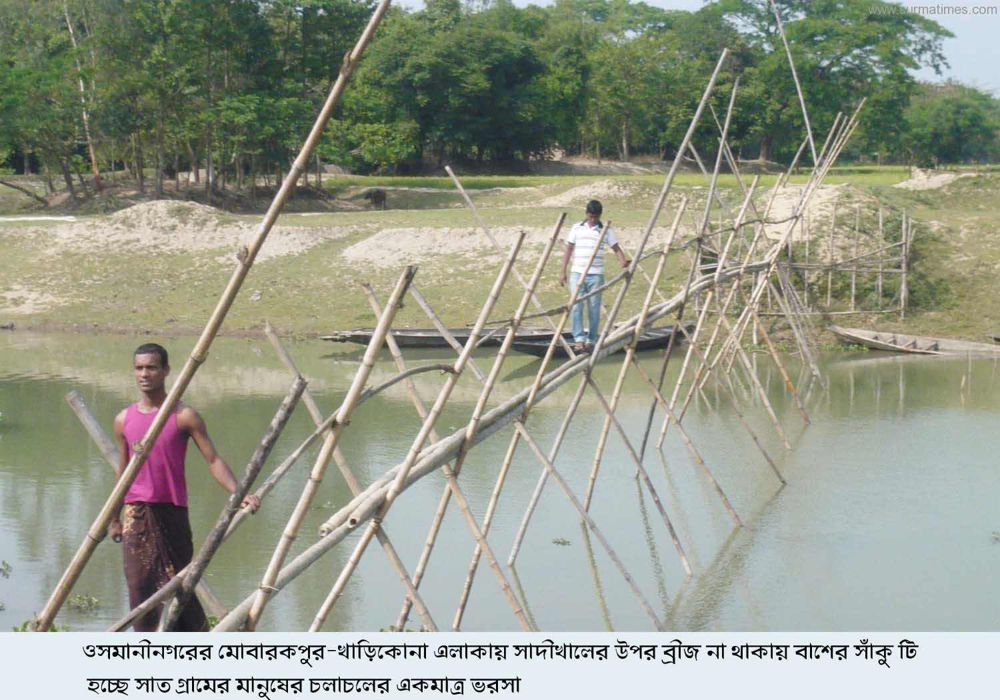 www.surmatimes.com
ওসমানীনগরের মোবারকপুর-খাড়িকোনা এলাকায় সাদীখালের উপর ব্রীজ না থাকায় বাশের সাঁকু টি
হচ্ছে সাত গ্রামের মানুষের চলাচলের একমাত্র ভরসা